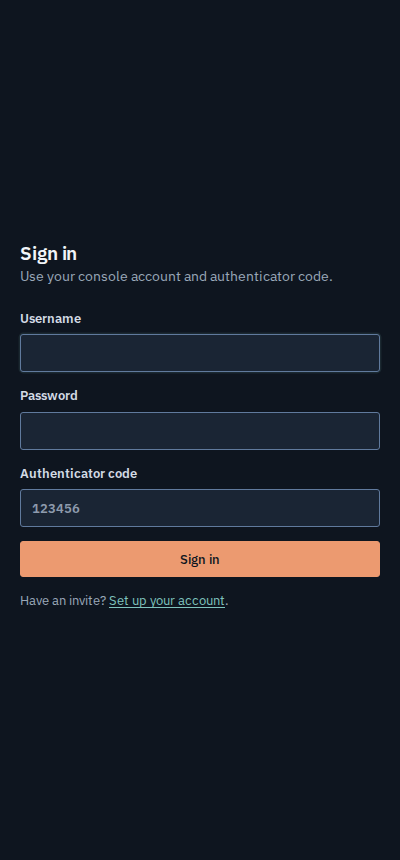 Sign in
Use your console account and authenticator code.
Username
Password
Authenticator code
123456
Sign in
Have an invite? Set up your account.